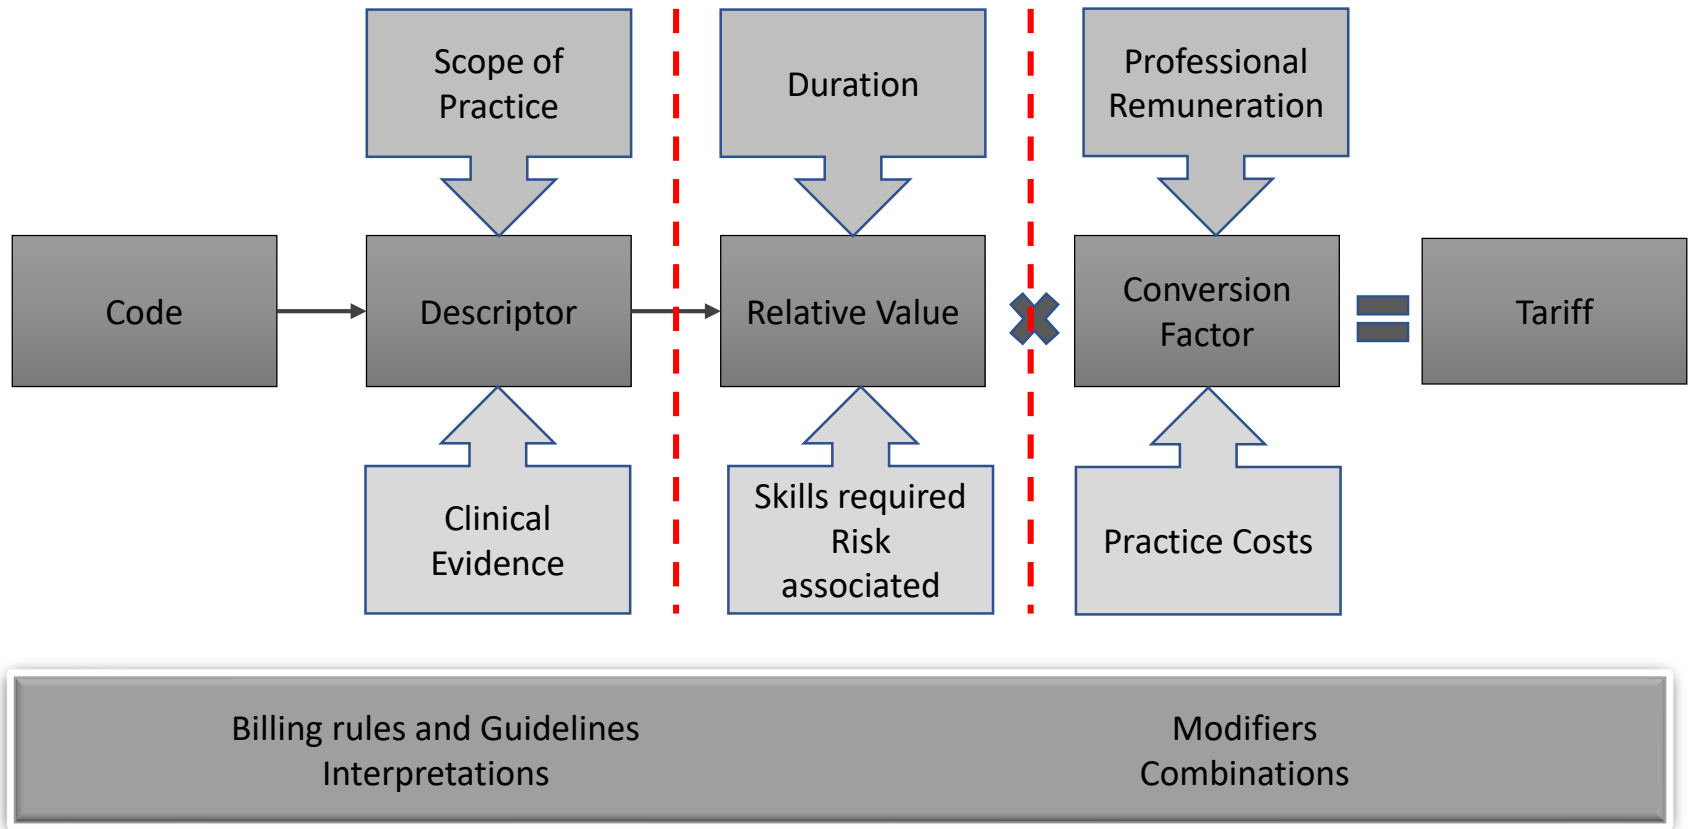 Scope of
Practice
Duration
Professional
Remuneration
Code
Descriptor
Relative Value
Conversion
Factor
Tariff
Clinical
Evidence
Skills required
Risk
associated
Practice Costs
Billing rules and Guidelines
Interpretations
Modifiers
Combinations